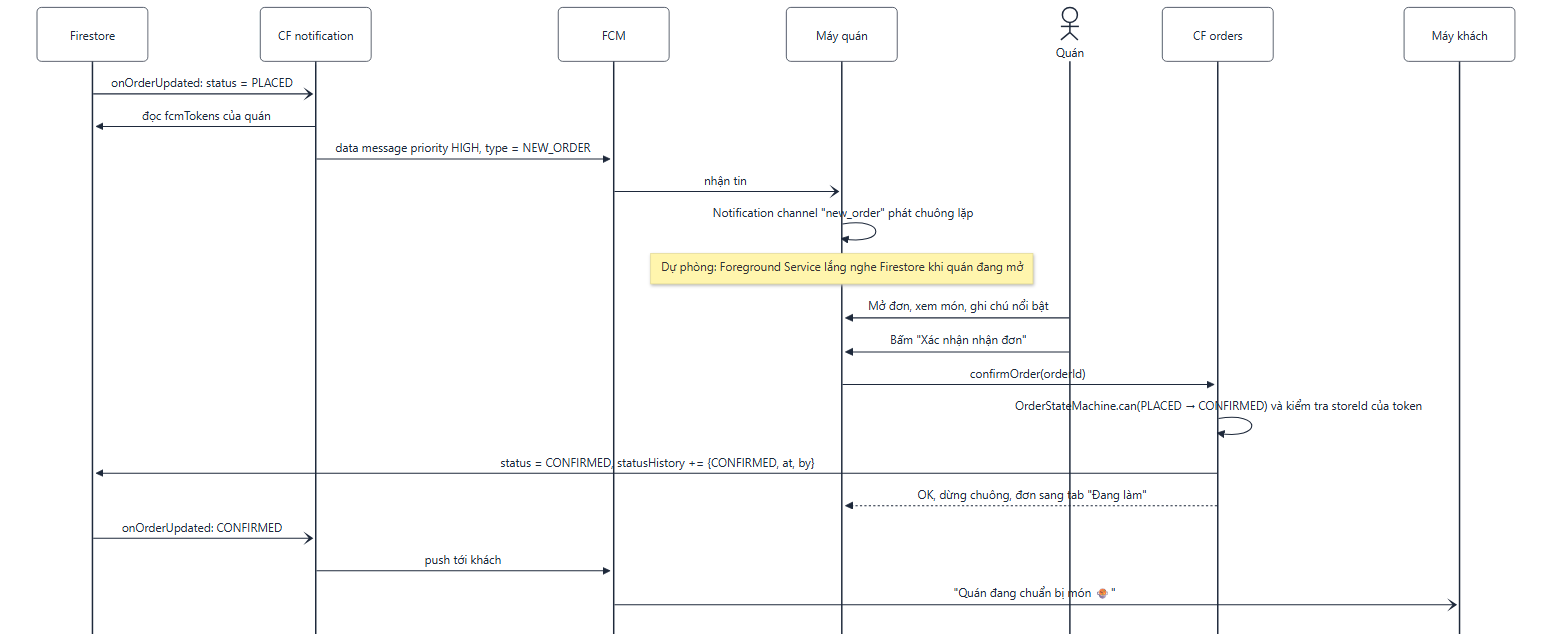 Firestore
CF notification
FCM
Máy quán
Quán
CF orders
Máy khách
onOrderUpdated: status = PLACED
đọc fcmTokens của quán
data message priority HIGH, type = NEW_ORDER
nhận tin
Notification channel "new_order" phát chuông lặp
Dự phòng: Foreground Service lắng nghe Firestore khi quán đang mở
Mở đơn, xem món, ghi chú nổi bật
Bấm "Xác nhận nhận đơn"
confirmOrder(orderId)
OrderStateMachine.can(PLACED → CONFIRMED) và kiểm tra storeId của token
status = CONFIRMED, statusHistory += {CONFIRMED, at, by}
OK, dừng chuông, đơn sang tab "Đang làm"
onOrderUpdated: CONFIRMED
push tới khách
"Quán đang chuẩn bị món "